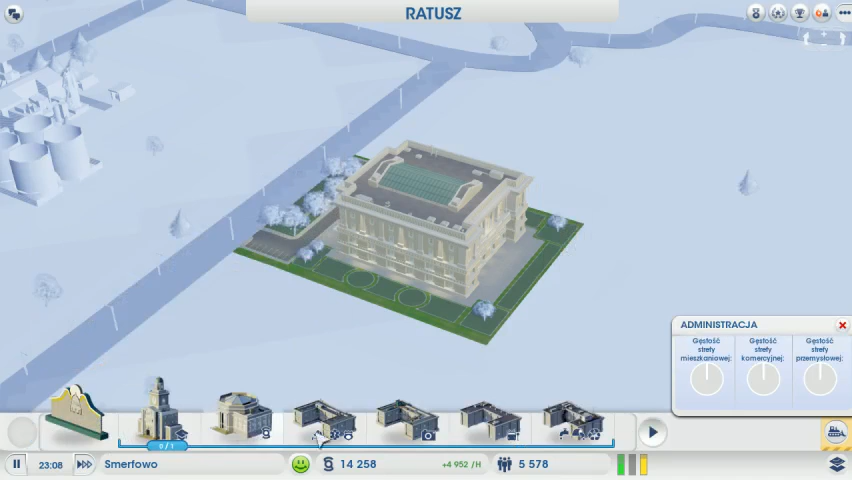 RATUSZ
ADMINISTRACJA
Gęstość strefy mieszkaniowej:
Gęstość strefy komercyjnej:
Gęstość strefy przemysłowej:
0 / 1
23:08
Smerfowo
14 258
+4 952 /H
5 578